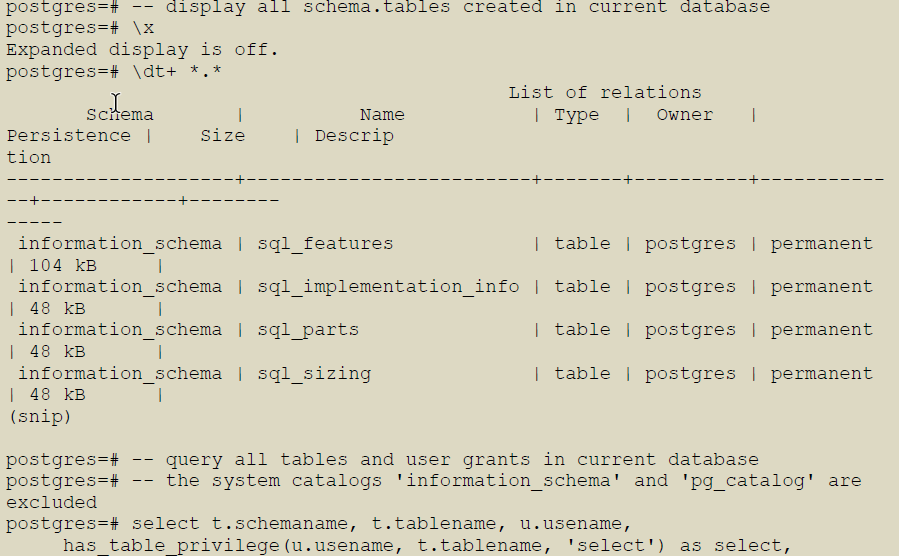 postgres=# -- display all schema.tables created in current database
postgres=# \x
Expanded display is off.
postgres=# \dt+ *.*
                                             List of relations
       Schema       |          Name           | Type  |  Owner   |
Persistence |    Size    | Descrip
tion
--------------------+-------------------------+-------+----------+-----------
--+------------+--------
-----
 information_schema | sql_features            | table | postgres | permanent
| 104 kB     |
 information_schema | sql_implementation_info | table | postgres | permanent
| 48 kB      |
 information_schema | sql_parts               | table | postgres | permanent
| 48 kB      |
 information_schema | sql_sizing              | table | postgres | permanent
| 48 kB      |
(snip)

postgres=# -- query all tables and user grants in current database
postgres=# -- the system catalogs 'information_schema' and 'pg_catalog' are
excluded
postgres=# select t.schemaname, t.tablename, u.usename,
     has_table_privilege(u.usename, t.tablename, 'select') as select,